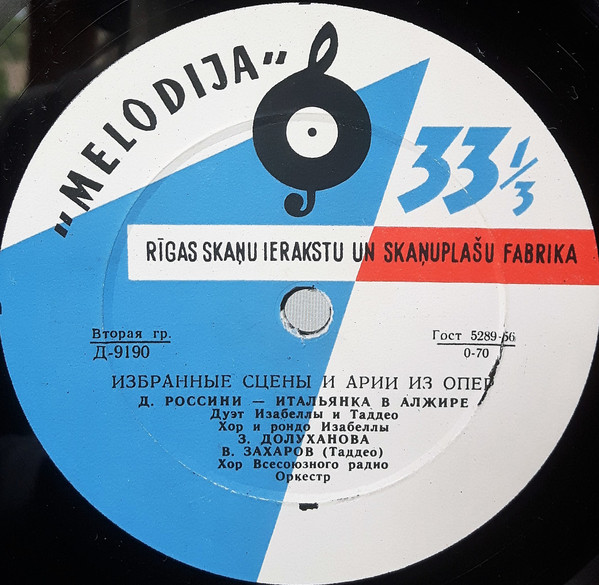 „MELODIJA“
33 1/3
RĪGAS SKAŅU IERAKSTU UN SKAŅUPLAŠU FABRIKA
Вторая гр.
Д-9190
Гост 5289-66
0-70
ИЗБРАННЫЕ СЦЕНЫ И АРИИ ИЗ ОПЕР
Д. РОССИНИ — ИТАЛЬЯНКА В АЛЖИРЕ
Дуэт Изабеллы и Таддео
Хор и рондо Изабеллы
З. ДОЛУХАНОВА
В. ЗАХАРОВ (Таддео)
Хор Всесоюзного радио
Оркестр